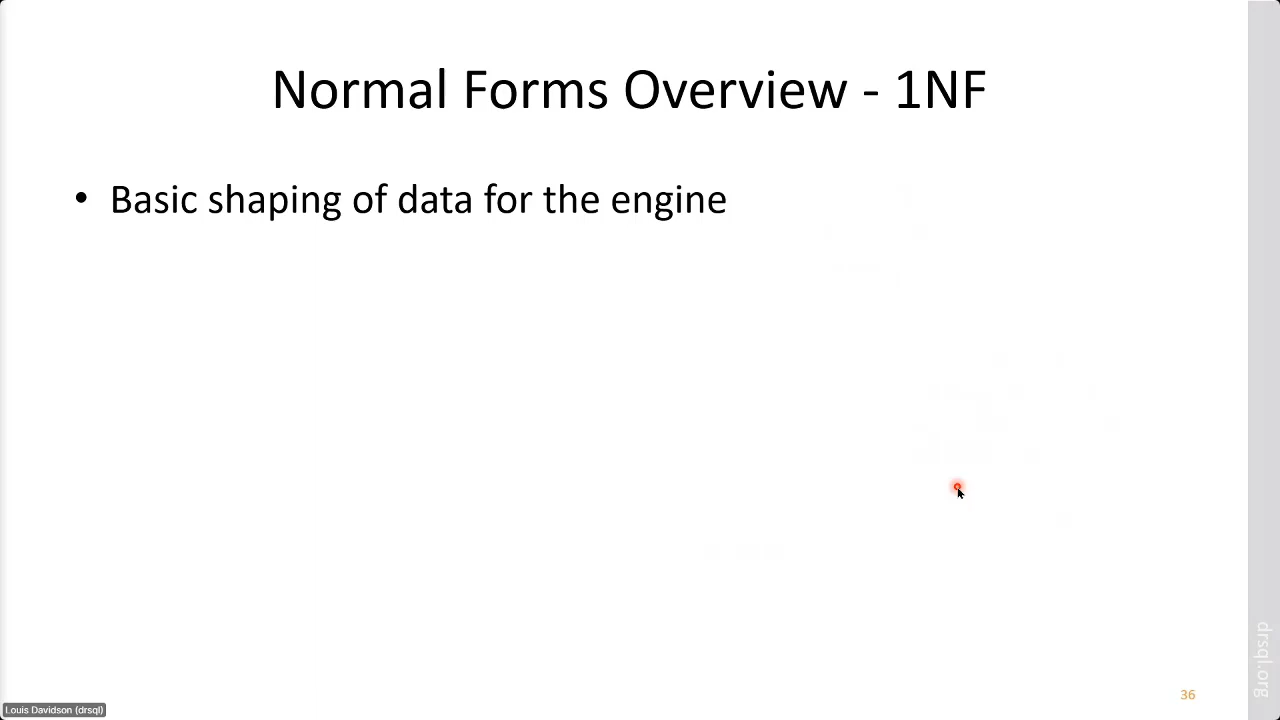 Normal Forms Overview - 1NF
• Basic shaping of data for the engine
drsql.org
36
Louis Davidson (drsql)